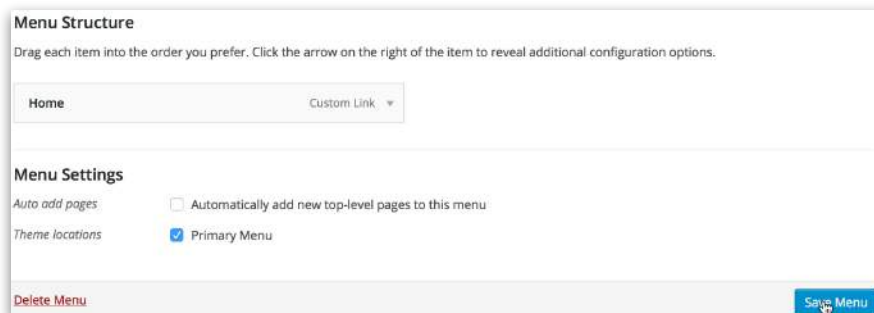 Menu Structure
Drag each item into the order you prefer. Click the arrow on the right of the item to reveal additional configuration options.
Home Custom Link
Menu Settings
Auto add pages Automatically add new top-level pages to this menu
Theme locations Primary Menu
Delete Menu Save Menu